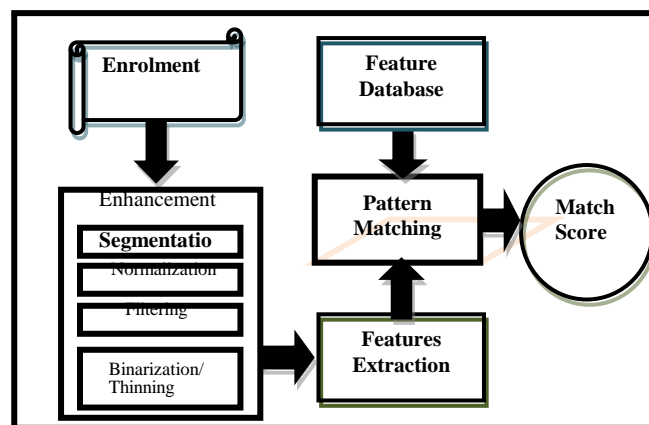 Enrolment
Enhancement
Segmentatio
Normalization
Filtering
Binarization/
Thinning
Feature
Database
Pattern
Matching
Features
Extraction
Match
Score